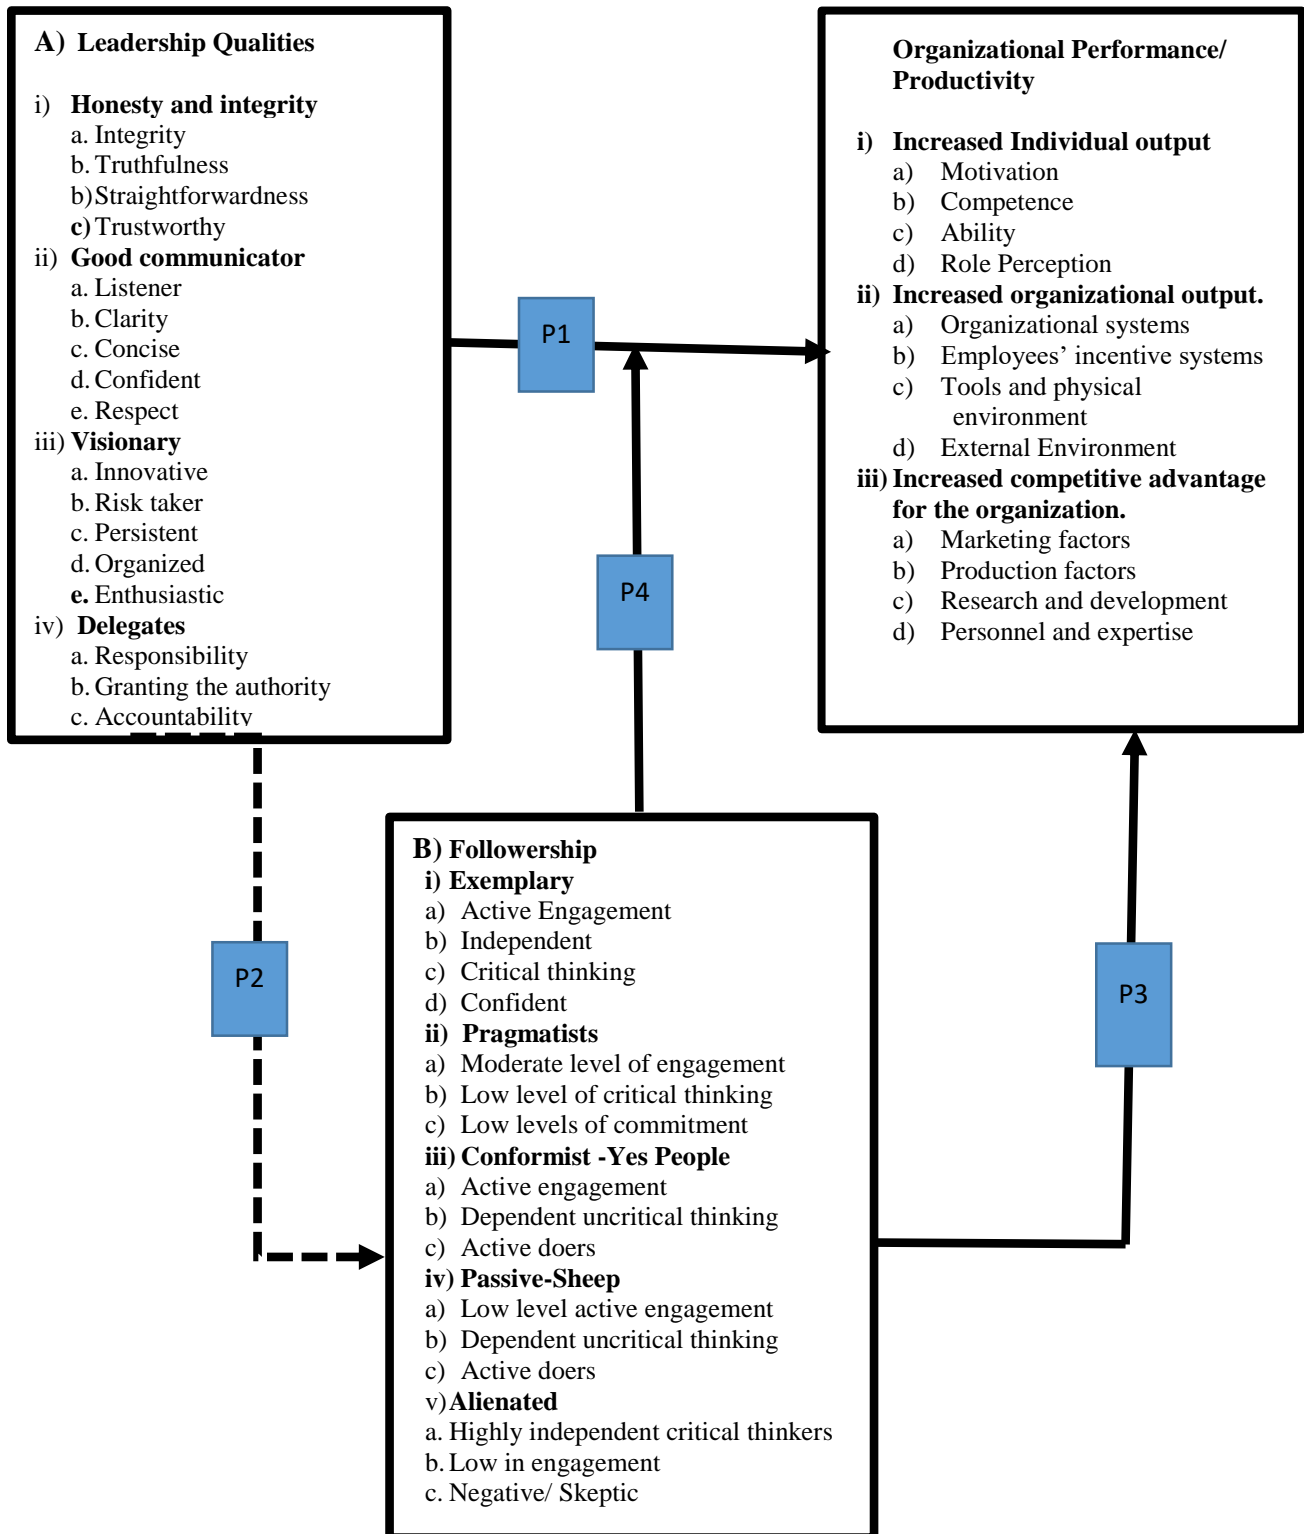 A) Leadership Qualities
i) Honesty and integrity
a. Integrity
b. Truthfulness
b)Straightforwardness
c) Trustworthy
ii) Good communicator
a. Listener
b. Clarity
c. Concise
d. Confident
e. Respect
iii) Visionary
a. Innovative
b. Risk taker
c. Persistent
d. Organized
e. Enthusiastic
iv) Delegates
a. Responsibility
b. Granting the authority
c. Accountability
P1
P4
Organizational Performance/
Productivity
i) Increased Individual output
a) Motivation
b) Competence
c) Ability
d) Role Perception
ii) Increased organizational output.
a) Organizational systems
b) Employees’ incentive systems
c) Tools and physical
environment
d) External Environment
iii) Increased competitive advantage
for the organization.
a) Marketing factors
b) Production factors
c) Research and development
d) Personnel and expertise
P2
B) Followership
i) Exemplary
a) Active Engagement
b) Independent
c) Critical thinking
d) Confident
ii) Pragmatists
a) Moderate level of engagement
b) Low level of critical thinking
c) Low levels of commitment
iii) Conformist -Yes People
a) Active engagement
b) Dependent uncritical thinking
c) Active doers
iv) Passive-Sheep
a) Low level active engagement
b) Dependent uncritical thinking
c) Active doers
v) Alienated
a. Highly independent critical thinkers
b. Low in engagement
c. Negative/ Skeptic
P3